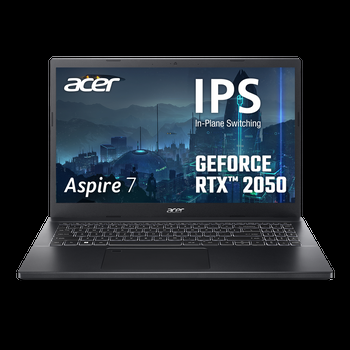 acer
IPS
In-Plane Switching
GEFORCE
RTX™ 2050
Aspire 7
acer